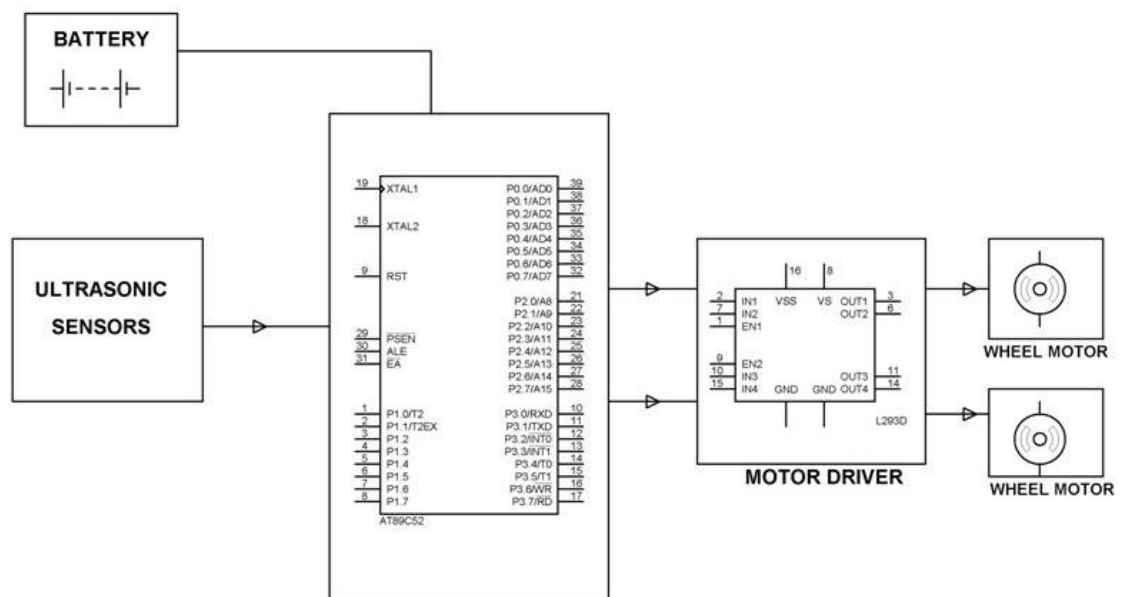 BATTERY
ULTRASONIC
SENSORS
19 XTAL1
18 XTAL2
9 RST
29 PSEN
30 ALE
31 EA
1 P1.0/T2
2 P1.1/T2EX
3 P1.2
4 P1.3
5 P1.4
6 P1.5
7 P1.6
8 P1.7
P0.0/AD0 39
P0.1/AD1 38
P0.2/AD2 37
P0.3/AD3 36
P0.4/AD4 35
P0.5/AD5 34
P0.6/AD6 33
P0.7/AD7 32
P2.0/A8 21
P2.1/A9 22
P2.2/A10 23
P2.3/A11 24
P2.4/A12 25
P2.5/A13 26
P2.6/A14 27
P2.7/A15 28
P3.0/RXD 10
P3.1/TXD 11
P3.2/INT0 12
P3.3/INT1 13
P3.4/T0 14
P3.5/T1 15
P3.6/WR 16
P3.7/RD 17
AT89C52
16 8
VSS VS
2 IN1
7 IN2
1 EN1
9 EN2
10 IN3
15 IN4
OUT1 3
OUT2 6
OUT3 11
OUT4 14
GND GND
L293D
MOTOR DRIVER
WHEEL MOTOR
WHEEL MOTOR